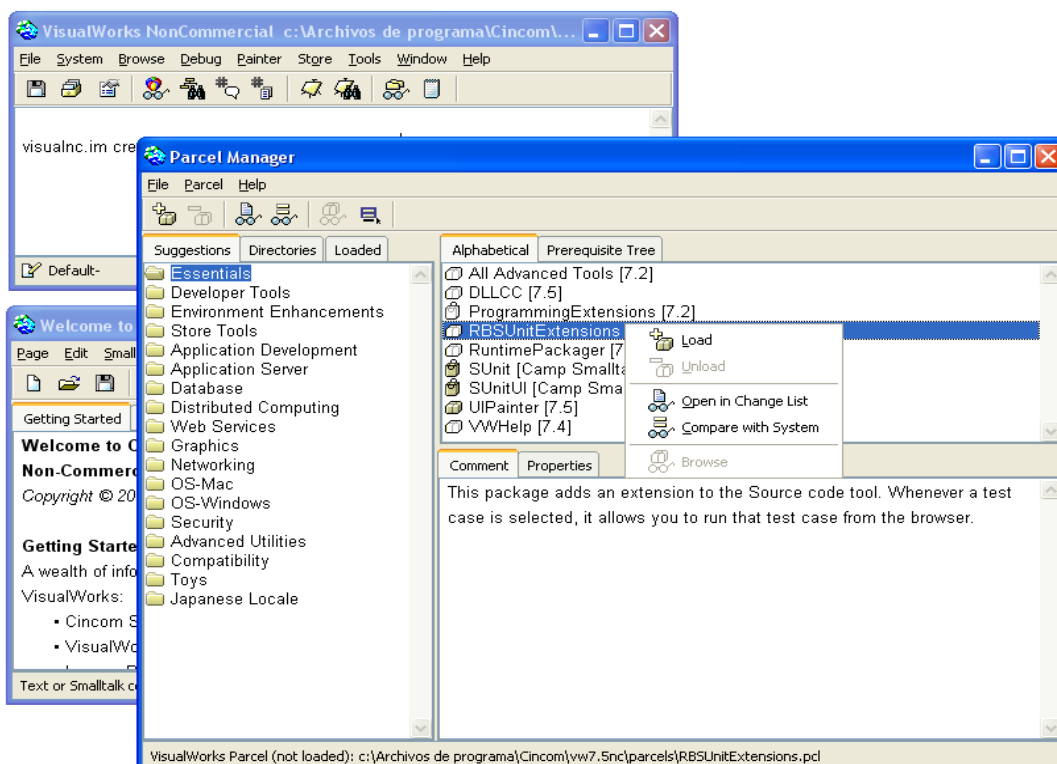 VisualWorks NonCommercial c:\Archivos de programa\Cincom\...
File System Browse Debug Painter Store Tools Window Help
visualnc.im cre
Default-
Parcel Manager
File Parcel Help
Suggestions Directories Loaded
Essentials
Developer Tools
Environment Enhancements
Store Tools
Application Development
Application Server
Database
Distributed Computing
Web Services
Graphics
Networking
OS-Mac
OS-Windows
Security
Advanced Utilities
Compatibility
Toys
Japanese Locale
Alphabetical Prerequisite Tree
All Advanced Tools [7.2]
DLLCC [7.5]
ProgrammingExtensions [7.2]
RBSUnitExtensions
RuntimePackager [7
SUnit [Camp Smallta
SUnitUI [Camp Sma
UIPainter [7.5]
VWHelp [7.4]
Load
Unload
Open in Change List
Compare with System
Browse
Comment Properties
This package adds an extension to the Source code tool. Whenever a test
case is selected, it allows you to run that test case from the browser.
VisualWorks Parcel (not loaded): c:\Archivos de programa\Cincom\vw7.5nc\parcels\RBSUnitExtensions.pcl
Welcome to
Page Edit Small
Getting Started
Welcome to C
Non-Commerc
Copyright © 20
Getting Starte
A wealth of info
VisualWorks:
▪ Cincom S
▪ VisualWo
Text or Smalltalk c